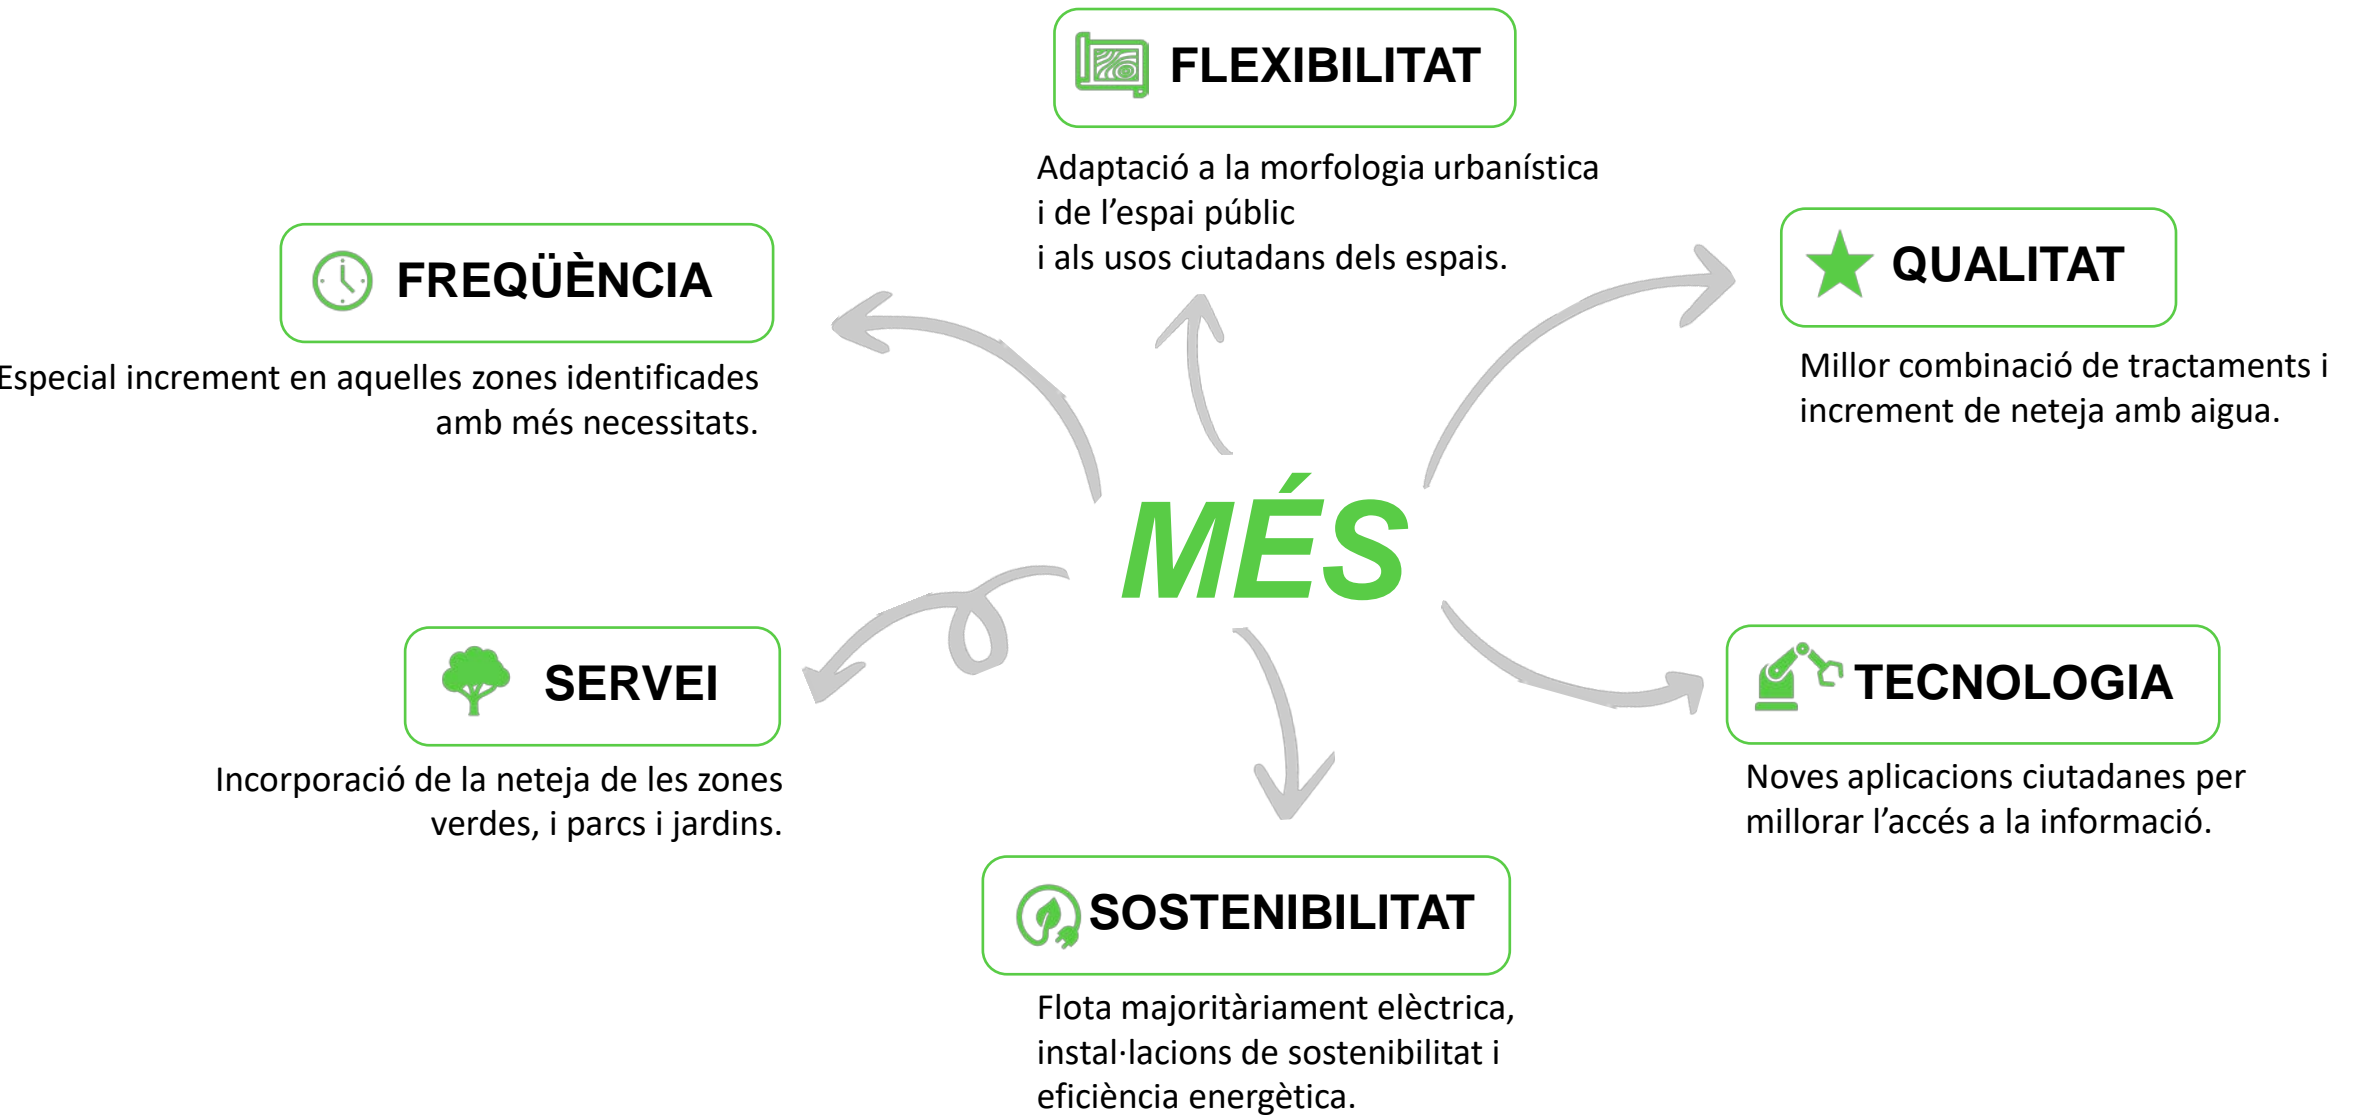 FLEXIBILITAT
Adaptació a la morfologia urbanística
i de l’espai públic
i als usos ciutadans dels espais.
FREQÜÈNCIA
Especial increment en aquelles zones identificades
amb més necessitats.
QUALITAT
Millor combinació de tractaments i
increment de neteja amb aigua.
MÉS
SERVEI
Incorporació de la neteja de les zones
verdes, i parcs i jardins.
TECNOLOGIA
Noves aplicacions ciutadanes per
millorar l’accés a la informació.
SOSTENIBILITAT
Flota majoritàriament elèctrica,
instal·lacions de sostenibilitat i
eficiència energètica.